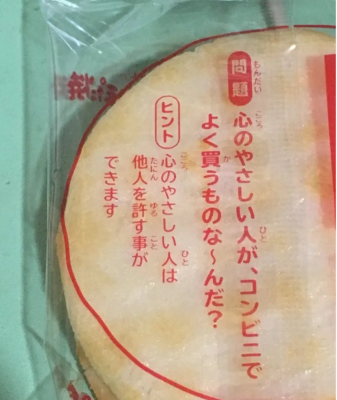 問題
心のやさしい人が、コンビニで
よく買うものな〜んだ?
ヒント
心のやさしい人は
他人を許す事が
できます